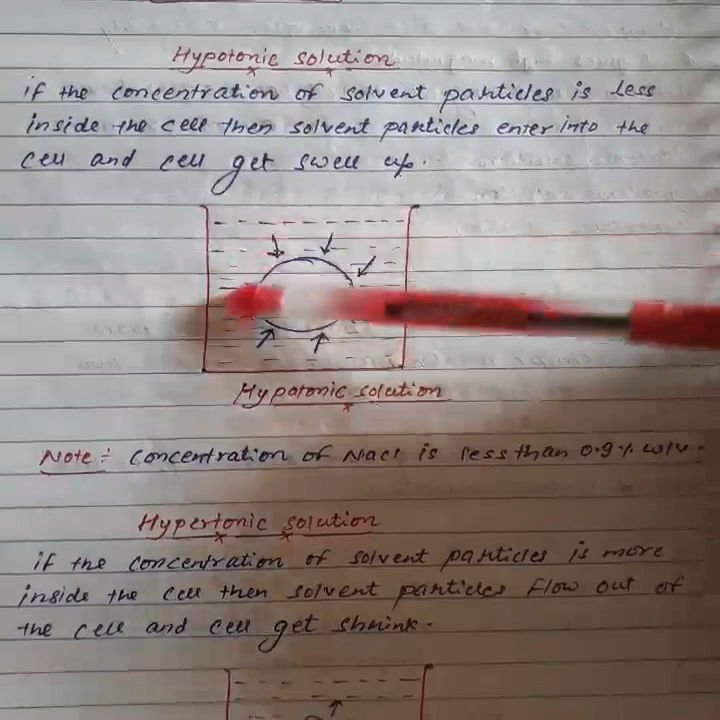 Hypotonic solution
if the concentration of solvent particles is less
inside the cell then solvent particles enter into the
cell and cell get swell up.
Hypotonic solution
Note:- concentration of Nacl is less than 0.9% w/v.
Hypertonic solution
if the concentration of solvent particles is more
inside the cell then solvent particles flow out of
the cell and cell get shrink.